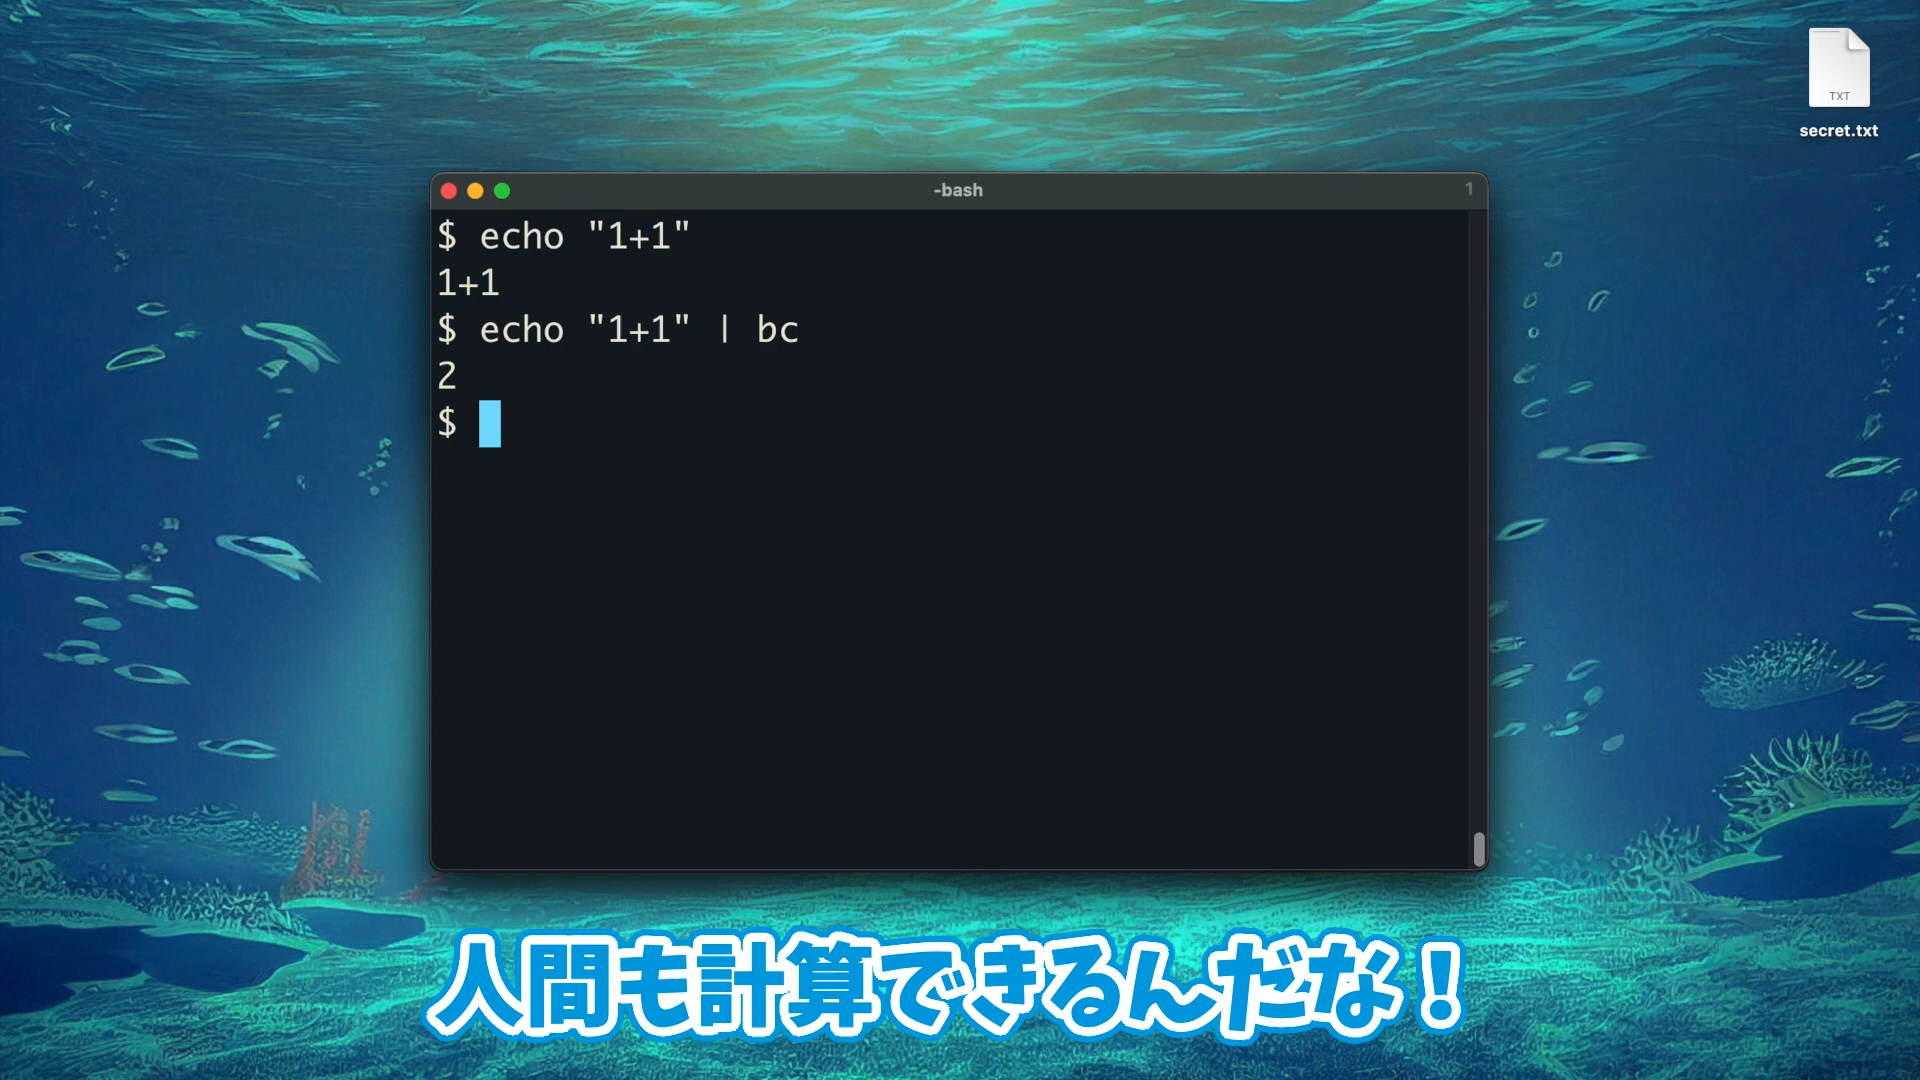 TXT
secret.txt
-bash
1
$ echo "1+1"
1+1
$ echo "1+1" | bc
2
$
人間も計算できるんだな！